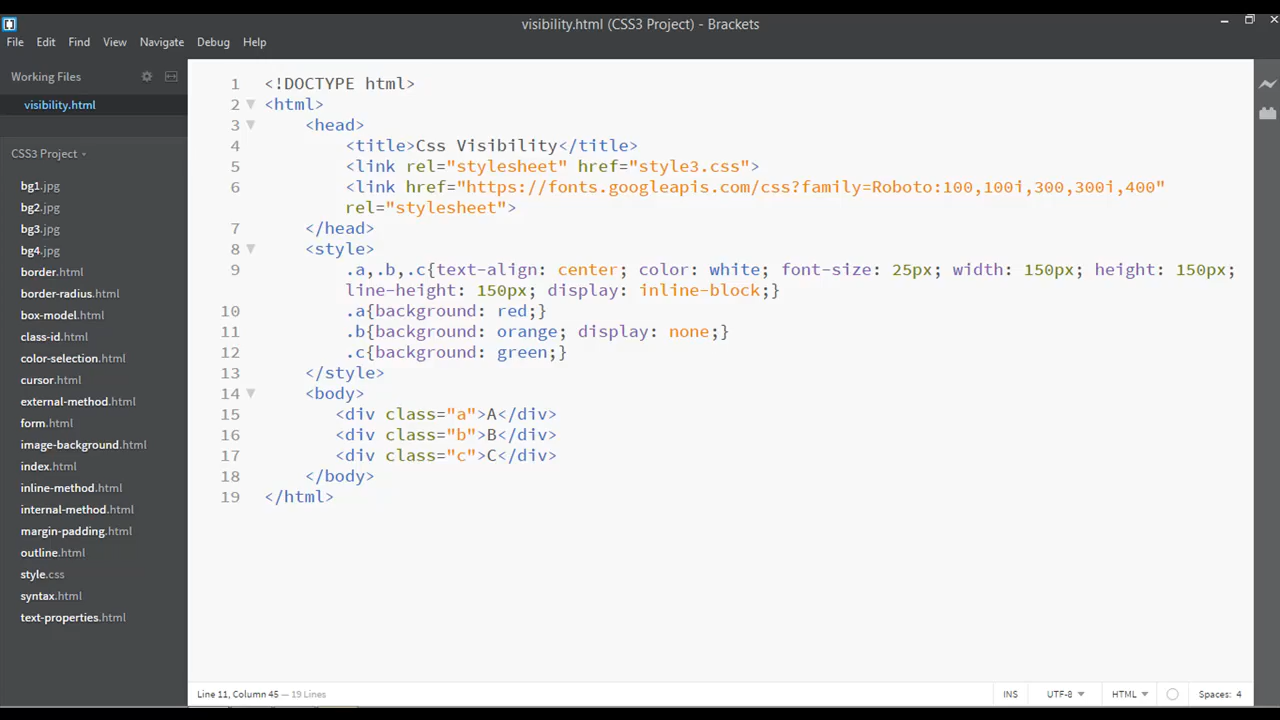 visibility.html (CSS3 Project) - Brackets
File Edit Find View Navigate Debug Help
Working Files
visibility.html
CSS3 Project
bg1.jpg
bg2.jpg
bg3.jpg
bg4.jpg
border.html
border-radius.html
box-model.html
class-id.html
color-selection.html
cursor.html
external-method.html
form.html
image-background.html
index.html
inline-method.html
internal-method.html
margin-padding.html
outline.html
style.css
syntax.html
text-properties.html
1 <!DOCTYPE html>
2 <html>
3 <head>
4 <title>Css Visibility</title>
5 <link rel="stylesheet" href="style3.css">
6 <link href="https://fonts.googleapis.com/css?family=Roboto:100,100i,300,300i,400"
rel="stylesheet">
7 </head>
8 <style>
9 .a,.b,.c{text-align: center; color: white; font-size: 25px; width: 150px; height: 150px;
line-height: 150px; display: inline-block;}
10 .a{background: red;}
11 .b{background: orange; display: none;}
12 .c{background: green;}
13 </style>
14 <body>
15 <div class="a">A</div>
16 <div class="b">B</div>
17 <div class="c">C</div>
18 </body>
19 </html>
Line 11, Column 45 — 19 Lines
INS UTF-8 HTML Spaces: 4